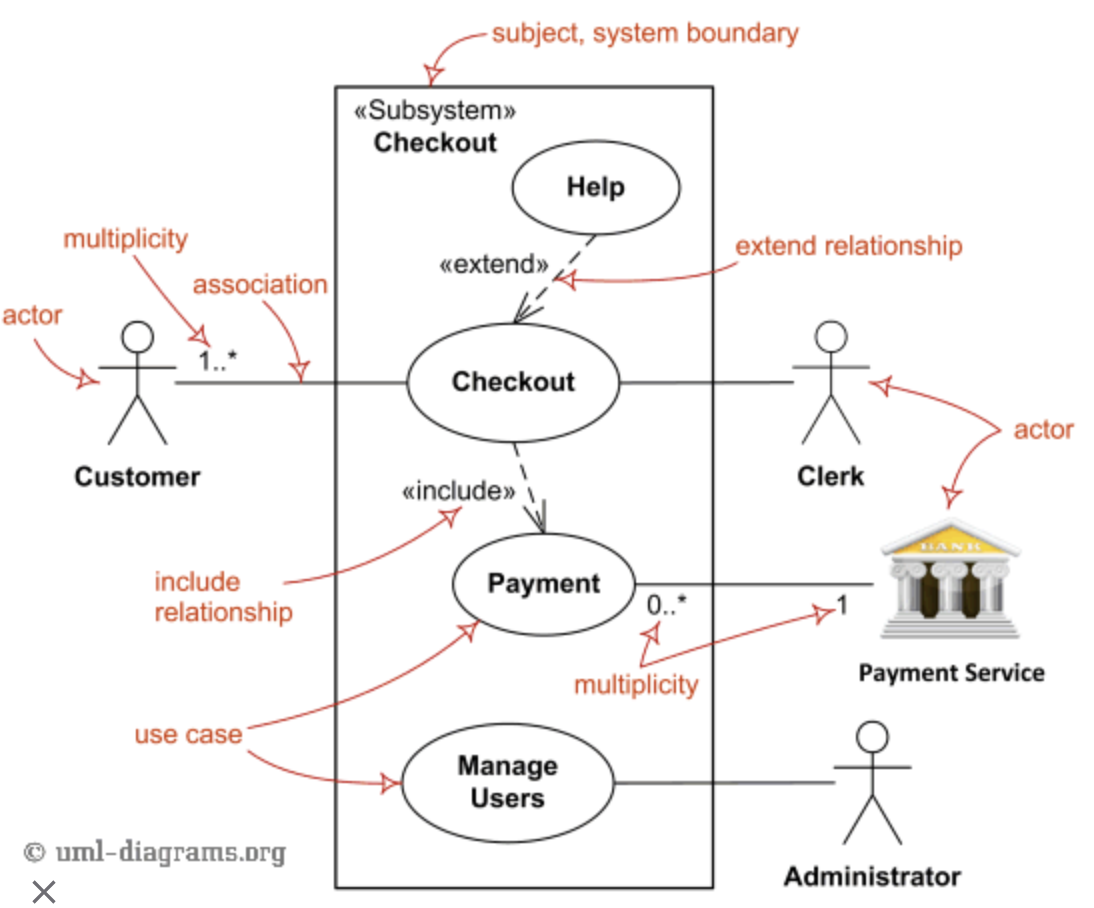 subject, system boundary
«Subsystem»
Checkout
Help
multiplicity
«extend»
extend relationship
association
actor
1..*
Checkout
actor
Customer
Clerk
«include»
BANK
include
relationship
Payment
0..*
1
Payment Service
multiplicity
use case
Manage
Users
© uml-diagrams.org
Administrator